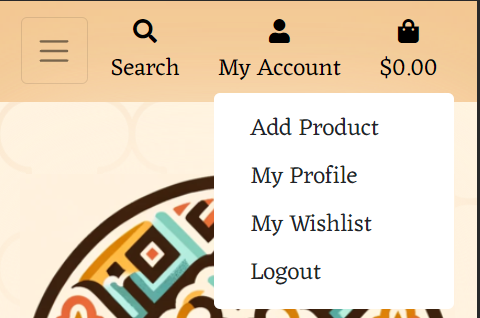 Search
My Account
$0.00
Add Product
My Profile
My Wishlist
Logout